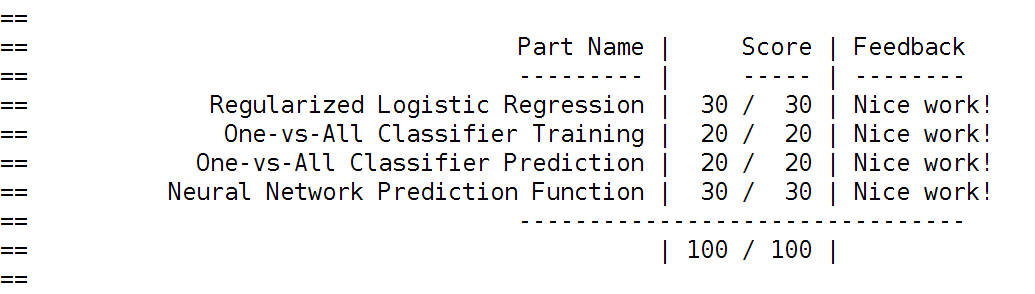 ==
==                                   Part Name |     Score | Feedback
==                                   --------- |     ----- | --------
==             Regularized Logistic Regression |  30 /  30 | Nice work!
==              One-vs-All Classifier Training |  20 /  20 | Nice work!
==            One-vs-All Classifier Prediction |  20 /  20 | Nice work!
==          Neural Network Prediction Function |  30 /  30 | Nice work!
==                                   --------------------------------
==                                             | 100 / 100 |
==